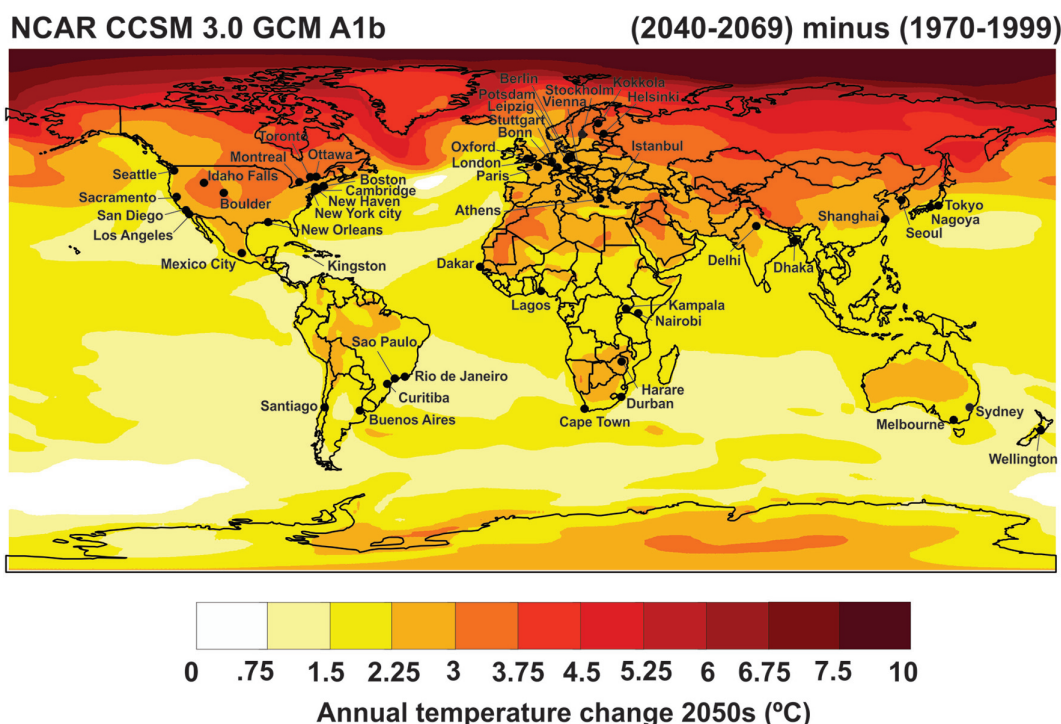 NCAR CCSM 3.0 GCM A1b
(2040-2069) minus (1970-1999)
Berlin
Kokkola
Stockholm
Potsdam
Vienna
Helsinki
Leipzig
Stuttgart
Bonn
Toronto
Oxford
Istanbul
Montreal
Ottawa
London
Seattle
Idaho Falls
Paris
Boston
Cambridge
Sacramento
Boulder
New Haven
Athens
Shanghai
Tokyo
San Diego
New York city
Nagoya
Los Angeles
New Orleans
Seoul
Mexico City
Kingston
Dakar
Delhi
Dhaka
Lagos
Kampala
Nairobi
Sao Paulo
Rio de Janeiro
Harare
Curitiba
Durban
Santiago
Buenos Aires
Cape Town
Sydney
Melbourne
Wellington
0 .75 1.5 2.25 3 3.75 4.5 5.25 6 6.75 7.5 10
Annual temperature change 2050s (ºC)